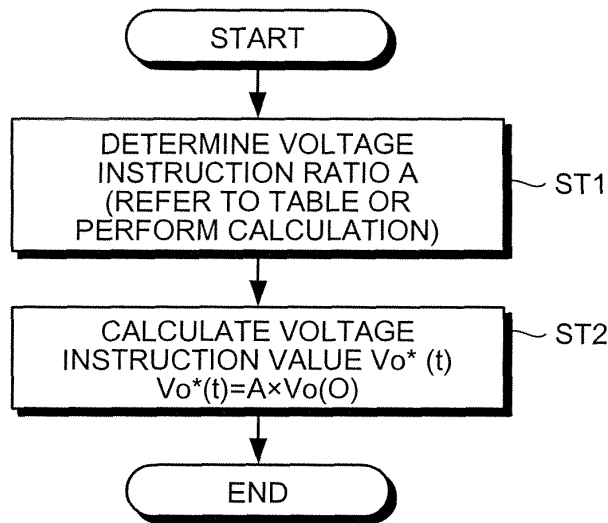 START
DETERMINE VOLTAGE
INSTRUCTION RATIO A
(REFER TO TABLE OR
PERFORM CALCULATION)
ST1
CALCULATE VOLTAGE
INSTRUCTION VALUE Vo* (t)
Vo*(t)=A×Vo(O)
ST2
END